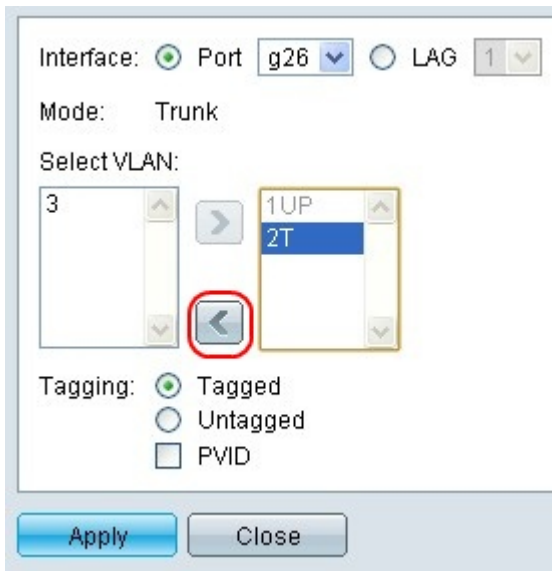 Interface: Port g26 LAG 1
Mode: Trunk
Select VLAN:
3 > 1UP
2T
<
Tagging: Tagged
Untagged
PVID
Apply Close